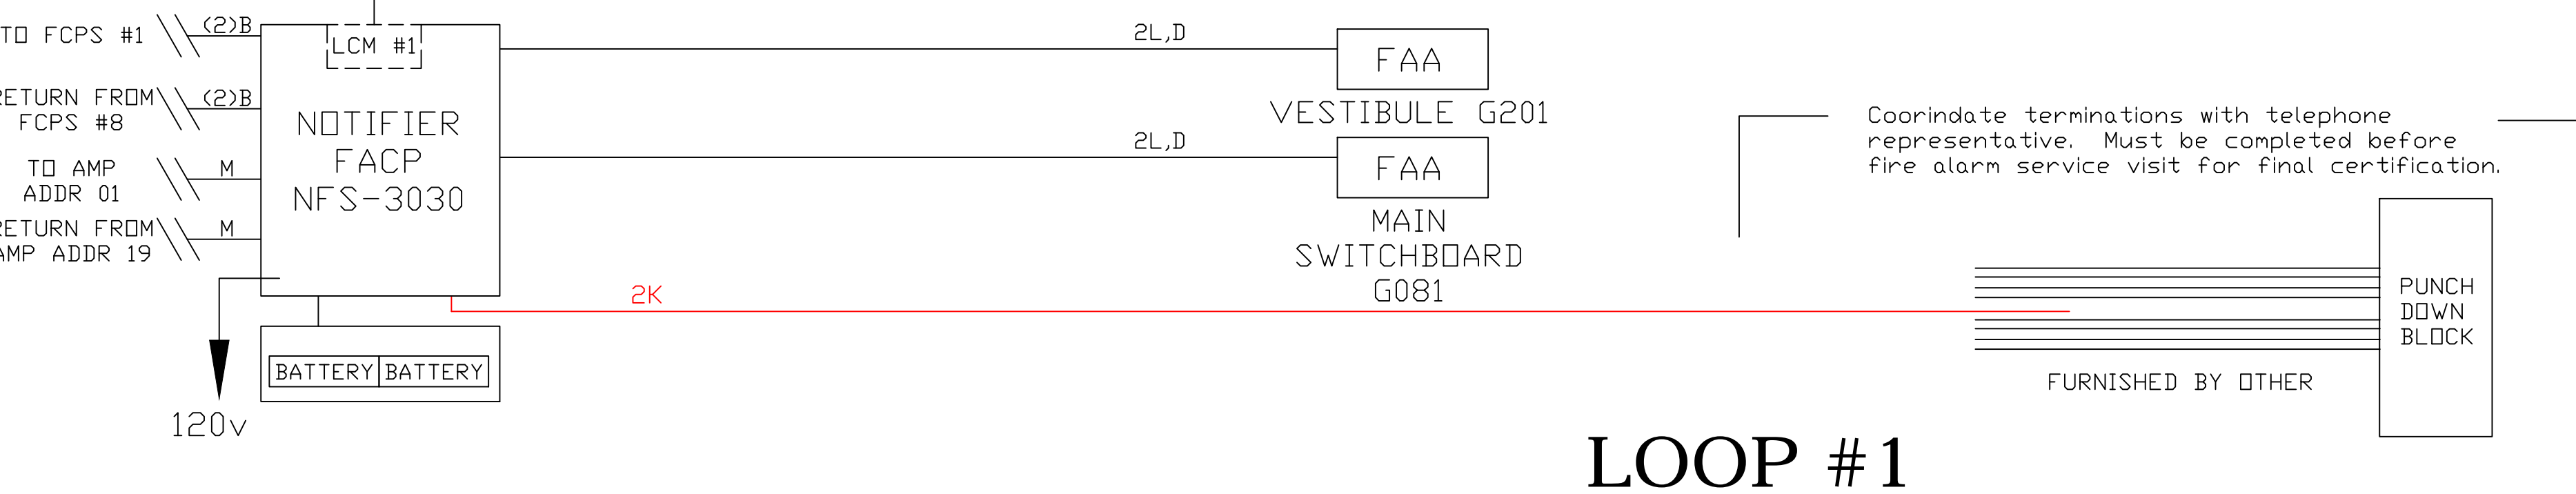 TO FCPS #1
(2)B
LCM #1
2L,D
FAA
VESTIBULE G201
RETURN FROM
FCPS #8
(2)B
NOTIFIER
FACP
NFS-3030
2L,D
FAA
MAIN
SWITCHBOARD
G081
TO AMP
ADDR 01
M
RETURN FROM
AMP ADDR 19
M
Coorindate terminations with telephone
representative. Must be completed before
fire alarm service visit for final certification.
2K
PUNCH
DOWN
BLOCK
BATTERY
BATTERY
FURNISHED BY OTHER
120v
LOOP #1